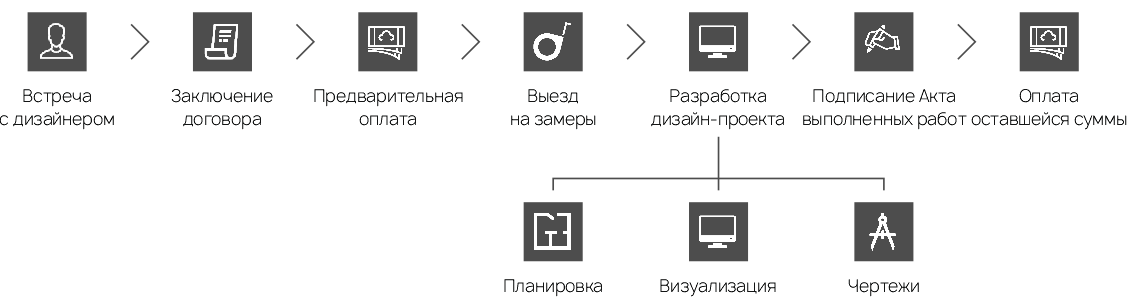 Встреча
с дизайнером
Заключение
договора
Предварительная
оплата
Выезд
на замеры
Разработка
дизайн-проекта
Подписание Акта
выполненных работ
Оплата
оставшейся суммы
Планировка
Визуализация
Чертежи